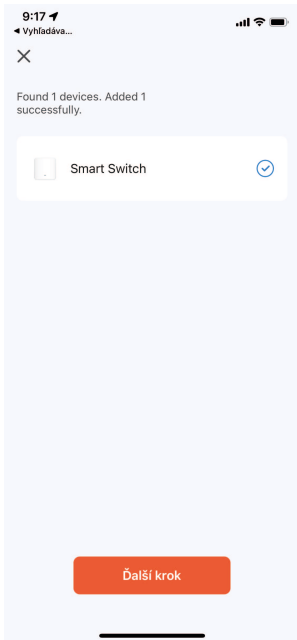 9:17
◀ Vyhľadáva...
Found 1 devices. Added 1
successfully.
Smart Switch
Ďalší krok